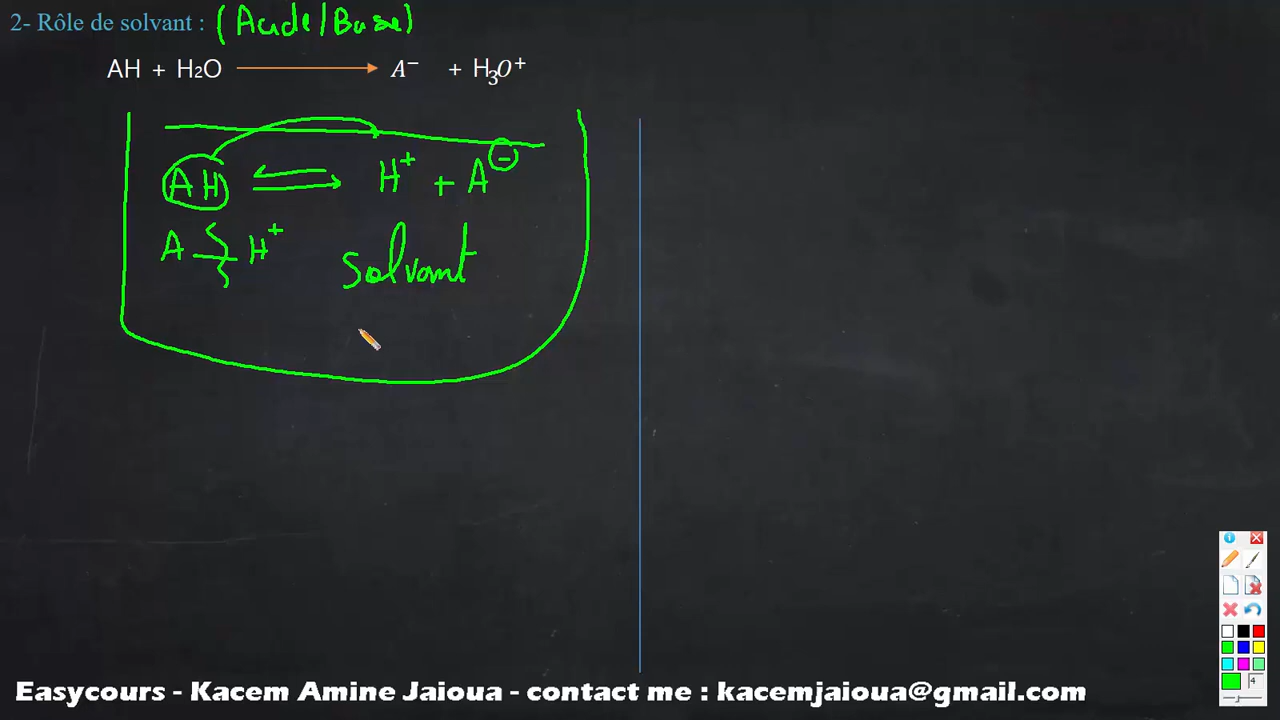 2- Rôle de solvant : (Acide/Base)
AH + H₂O → A⁻ + H₃O⁺
AH ⇌ H⁺ + A⁻
A H⁺ solvant
4
Easycours - Kacem Amine Jaioua - contact me : kacemjaioua@gmail.com